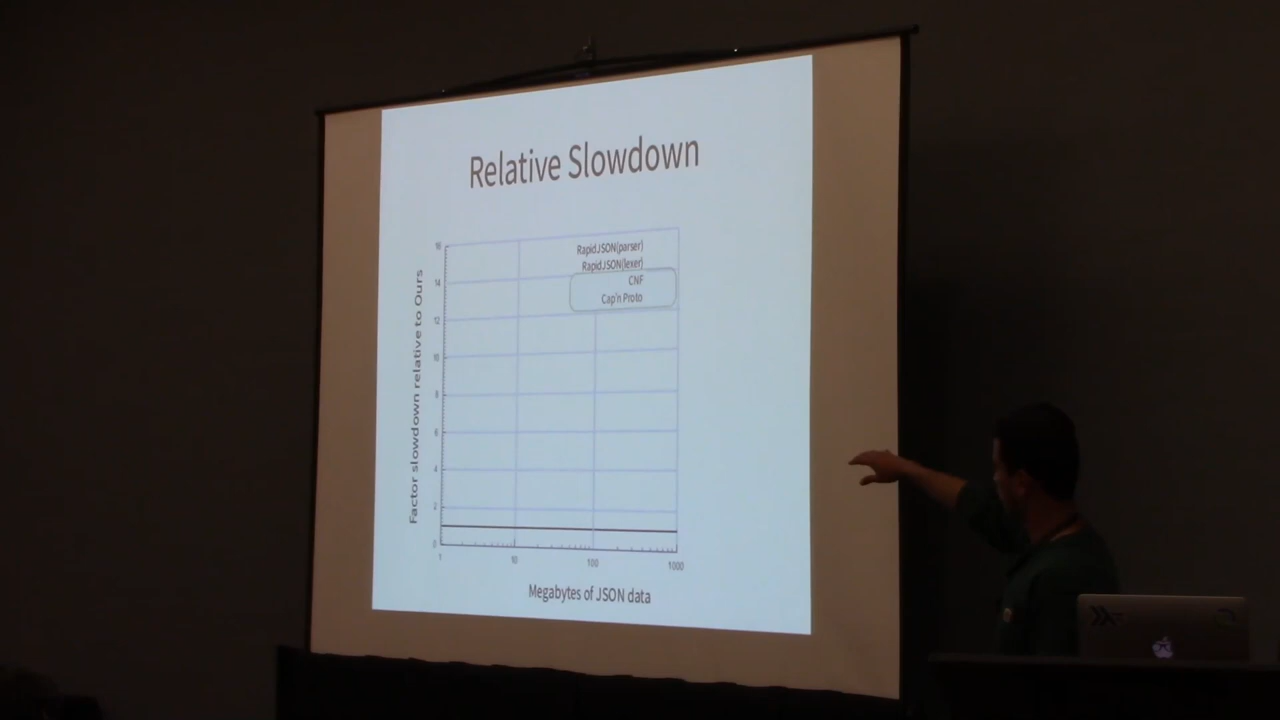 Relative Slowdown
RapidJSON(parser)
RapidJSON(lexer)
CNF
Cap'n Proto
16
14
12
10
8
6
4
2
0
Factor slowdown relative to Ours
1
10
100
1000
Megabytes of JSON data